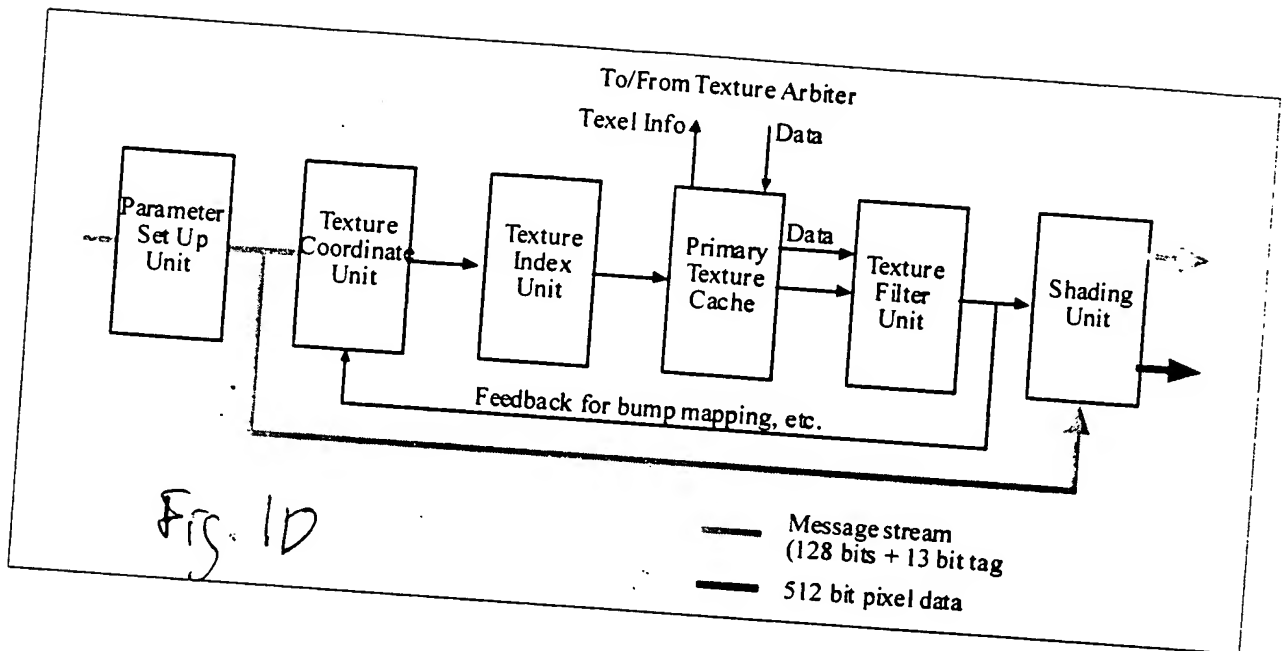 To/From Texture Arbiter
Texel Info
Data
Parameter
Set Up
Unit
Texture
Coordinate
Unit
Texture
Index
Unit
Primary
Texture
Cache
Data
Texture
Filter
Unit
Shading
Unit
Feedback for bump mapping, etc.
Fig. 1D
Message stream
(128 bits + 13 bit tag
512 bit pixel data